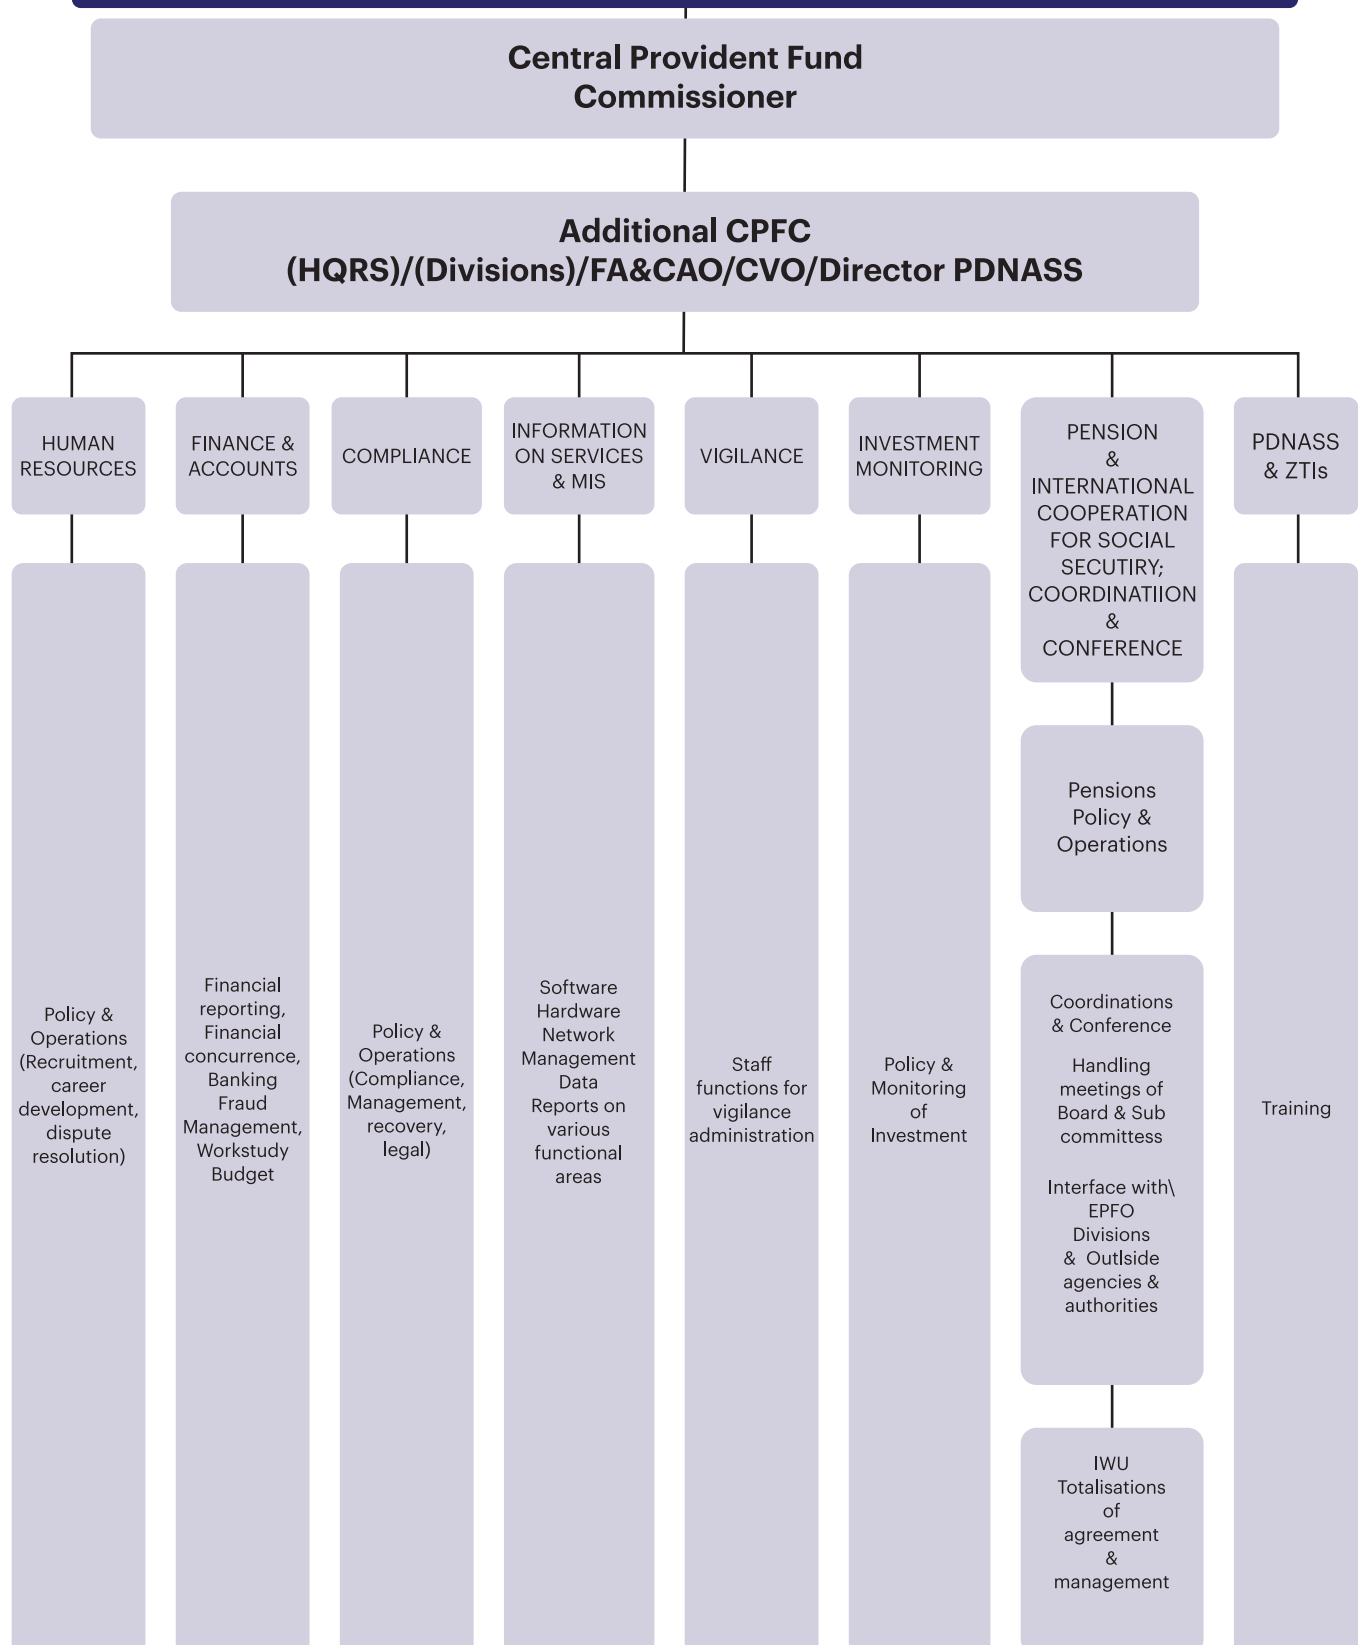 Central Provident Fund
Commissioner
Additional CPFC
(HQRS)/(Divisions)/FA&CAO/CVO/Director PDNASS
HUMAN
RESOURCES
FINANCE &
ACCOUNTS
COMPLIANCE
INFORMATION
ON SERVICES
& MIS
VIGILANCE
INVESTMENT
MONITORING
PENSION
&
INTERNATIONAL
COOPERATION
FOR SOCIAL
SECUTIRY;
COORDINATIION
&
CONFERENCE
PDNASS
& ZTIs
Policy &
Operations
(Recruitment,
career
development,
dispute
resolution)
Financial
reporting,
Financial
concurrence,
Banking
Fraud
Management,
Workstudy
Budget
Policy &
Operations
(Compliance,
Management,
recovery,
legal)
Software
Hardware
Network
Management
Data
Reports on
various
functional
areas
Staff
functions for
vigilance
administration
Policy &
Monitoring
of
Investment
Pensions
Policy &
Operations
Coordinations
& Conference
Handling
meetings of
Board & Sub
committess
Interface with\
EPFO
Divisions
& Outlside
agencies &
authorities
IWU
Totalisations
of
agreement
&
management
Training